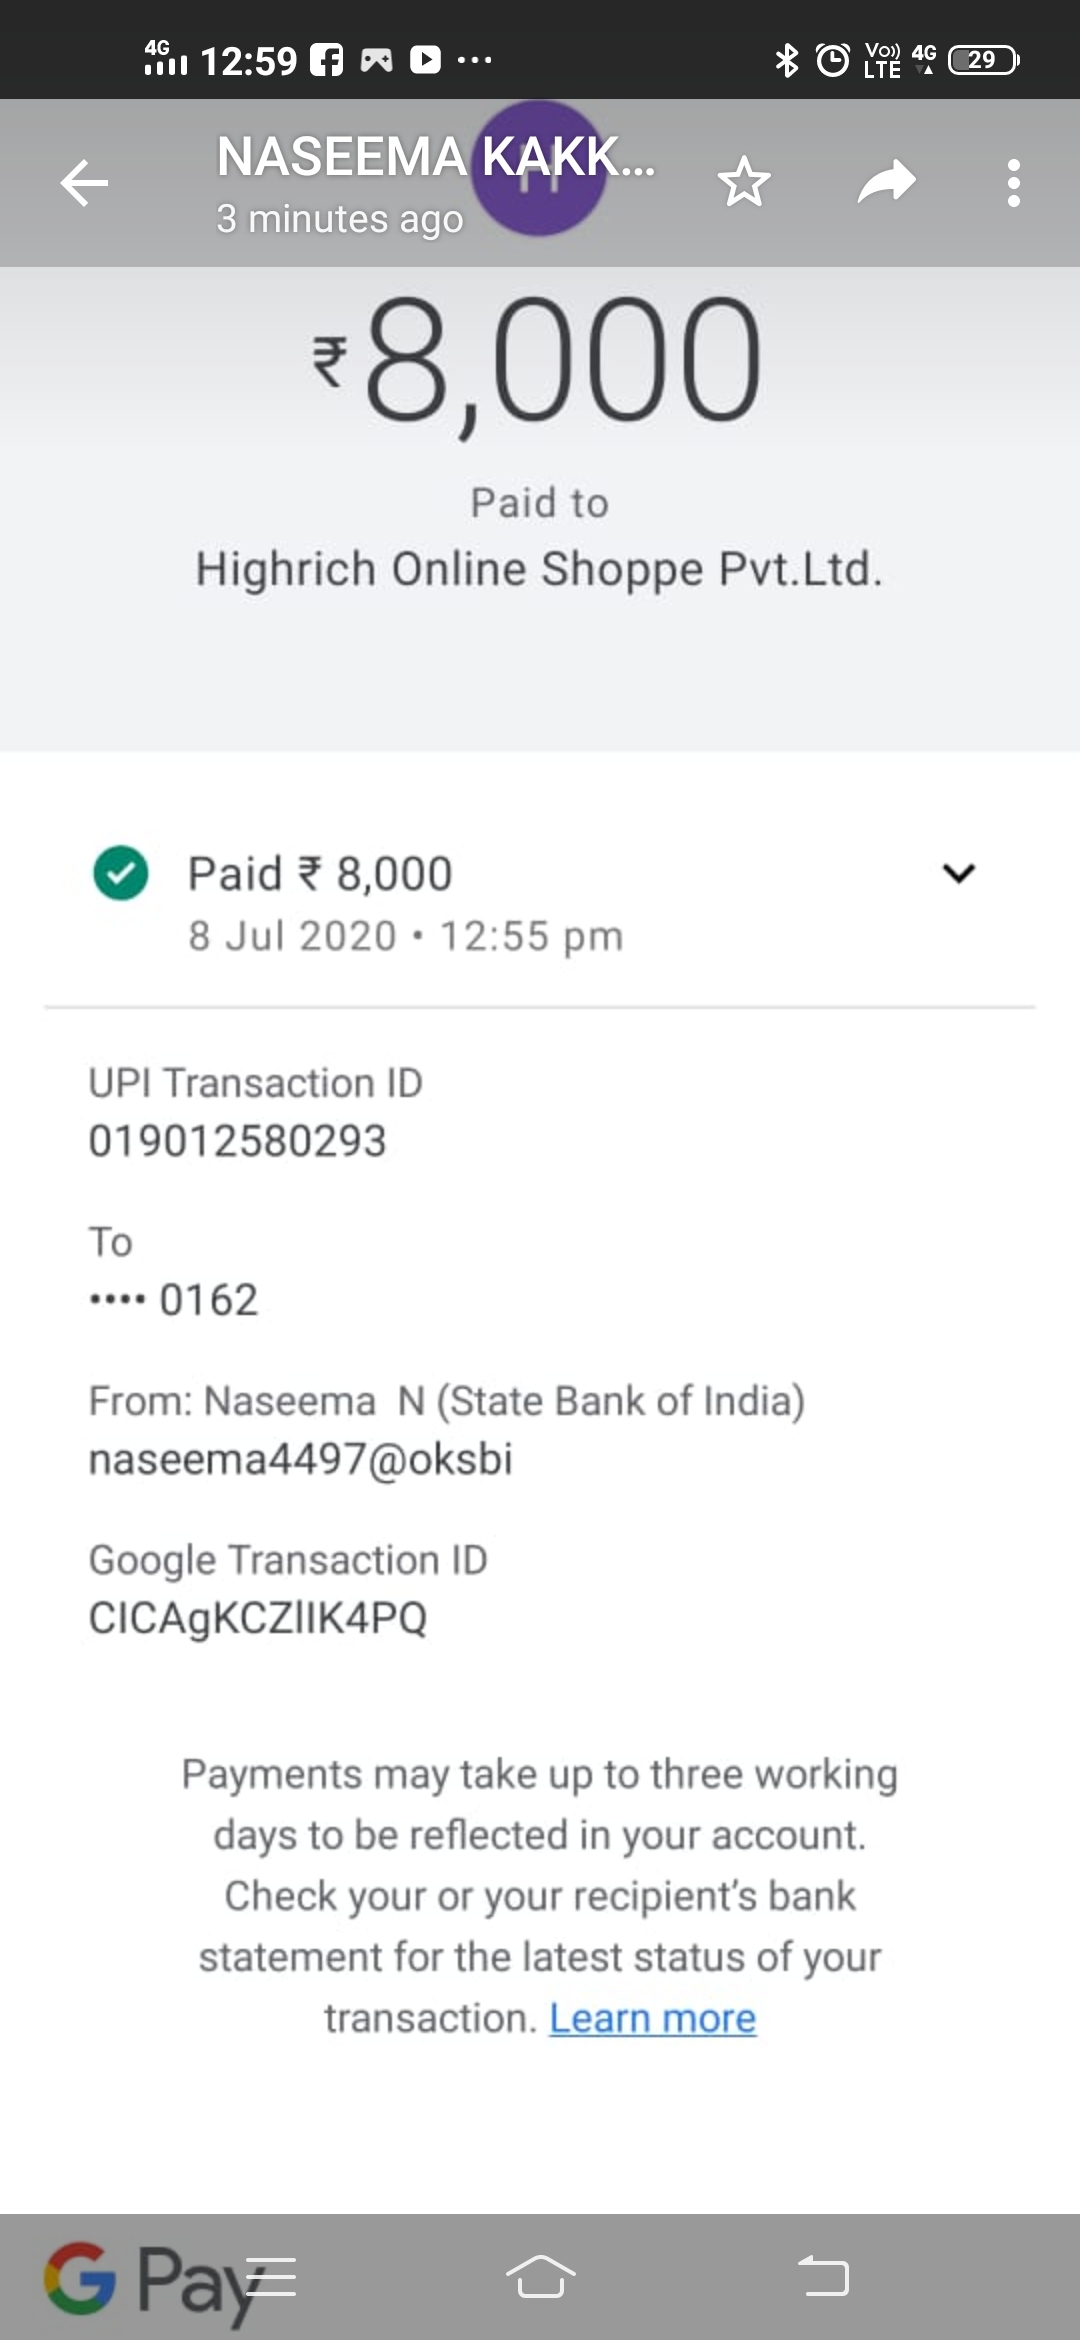 4G 12:59 ... Vo)) LTE 4G 29
NASEEMA KAKK...
3 minutes ago
H
₹8,000
Paid to
Highrich Online Shoppe Pvt.Ltd.
Paid ₹ 8,000
8 Jul 2020 • 12:55 pm
UPI Transaction ID
019012580293
To
•••• 0162
From: Naseema N (State Bank of India)
naseema4497@oksbi
Google Transaction ID
CICAgKCZlIK4PQ
Payments may take up to three working
days to be reflected in your account.
Check your or your recipient's bank
statement for the latest status of your
transaction. Learn more
G Pay